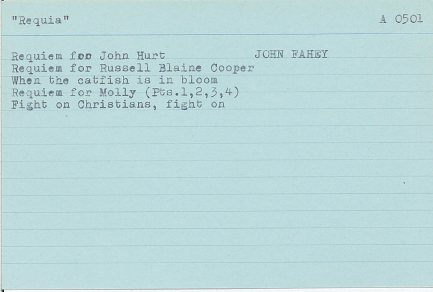 "Requia" A 0501
Requiem for John Hurt JOHN FAHEY
Requiem for Russell Blaine Cooper
When the catfish is in bloom
Requiem for Molly (Pts.1,2,3,4)
Fight on Christians, fight on